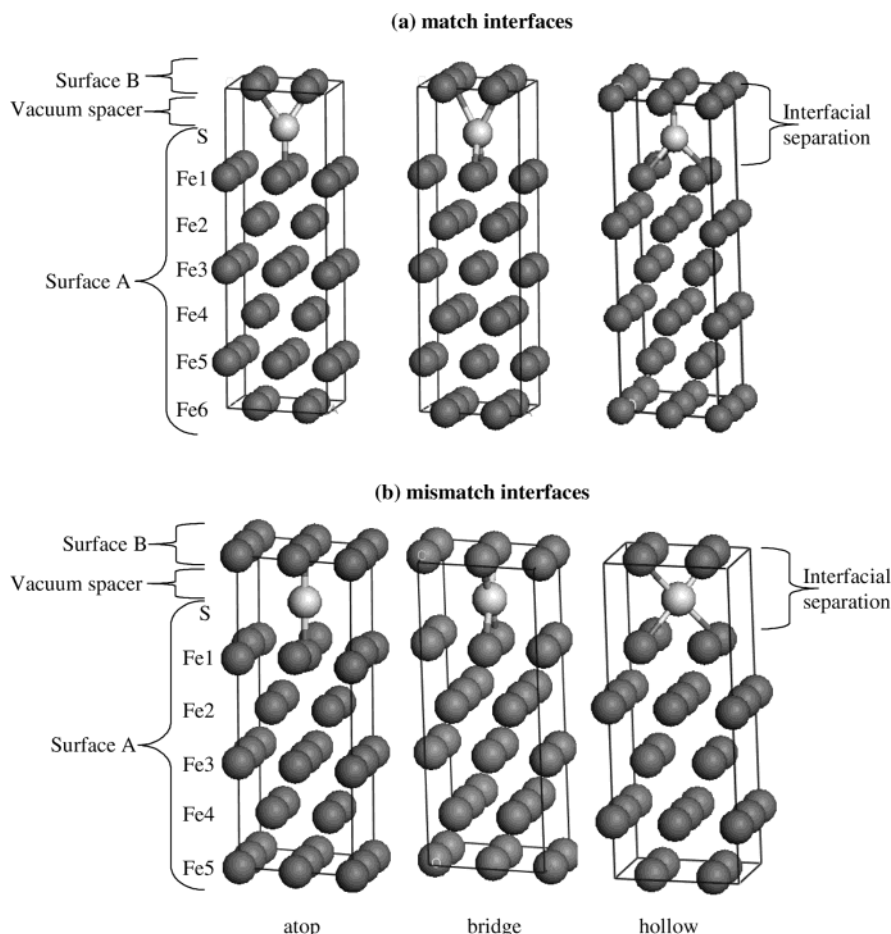 (a) match interfaces
Surface B
Vacuum spacer
S
Fe1
Fe2
Fe3
Surface A
Fe4
Fe5
Fe6
Interfacial
separation
(b) mismatch interfaces
Surface B
Vacuum spacer
S
Fe1
Fe2
Surface A
Fe3
Fe4
Fe5
Interfacial
separation
atop bridge hollow